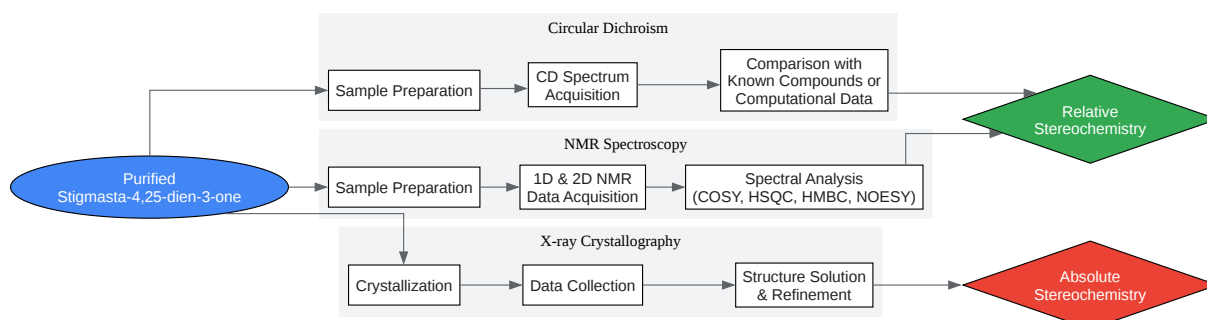 Circular Dichroism
Sample Preparation
CD Spectrum
Acquisition
Comparison with
Known Compounds or
Computational Data
Relative
Stereochemistry
NMR Spectroscopy
Purified
Stigmasta-4,25-dien-3-one
Sample Preparation
1D & 2D NMR
Data Acquisition
Spectral Analysis
(COSY, HSQC, HMBC, NOESY)
X-ray Crystallography
Crystallization
Data Collection
Structure Solution
& Refinement
Absolute
Stereochemistry